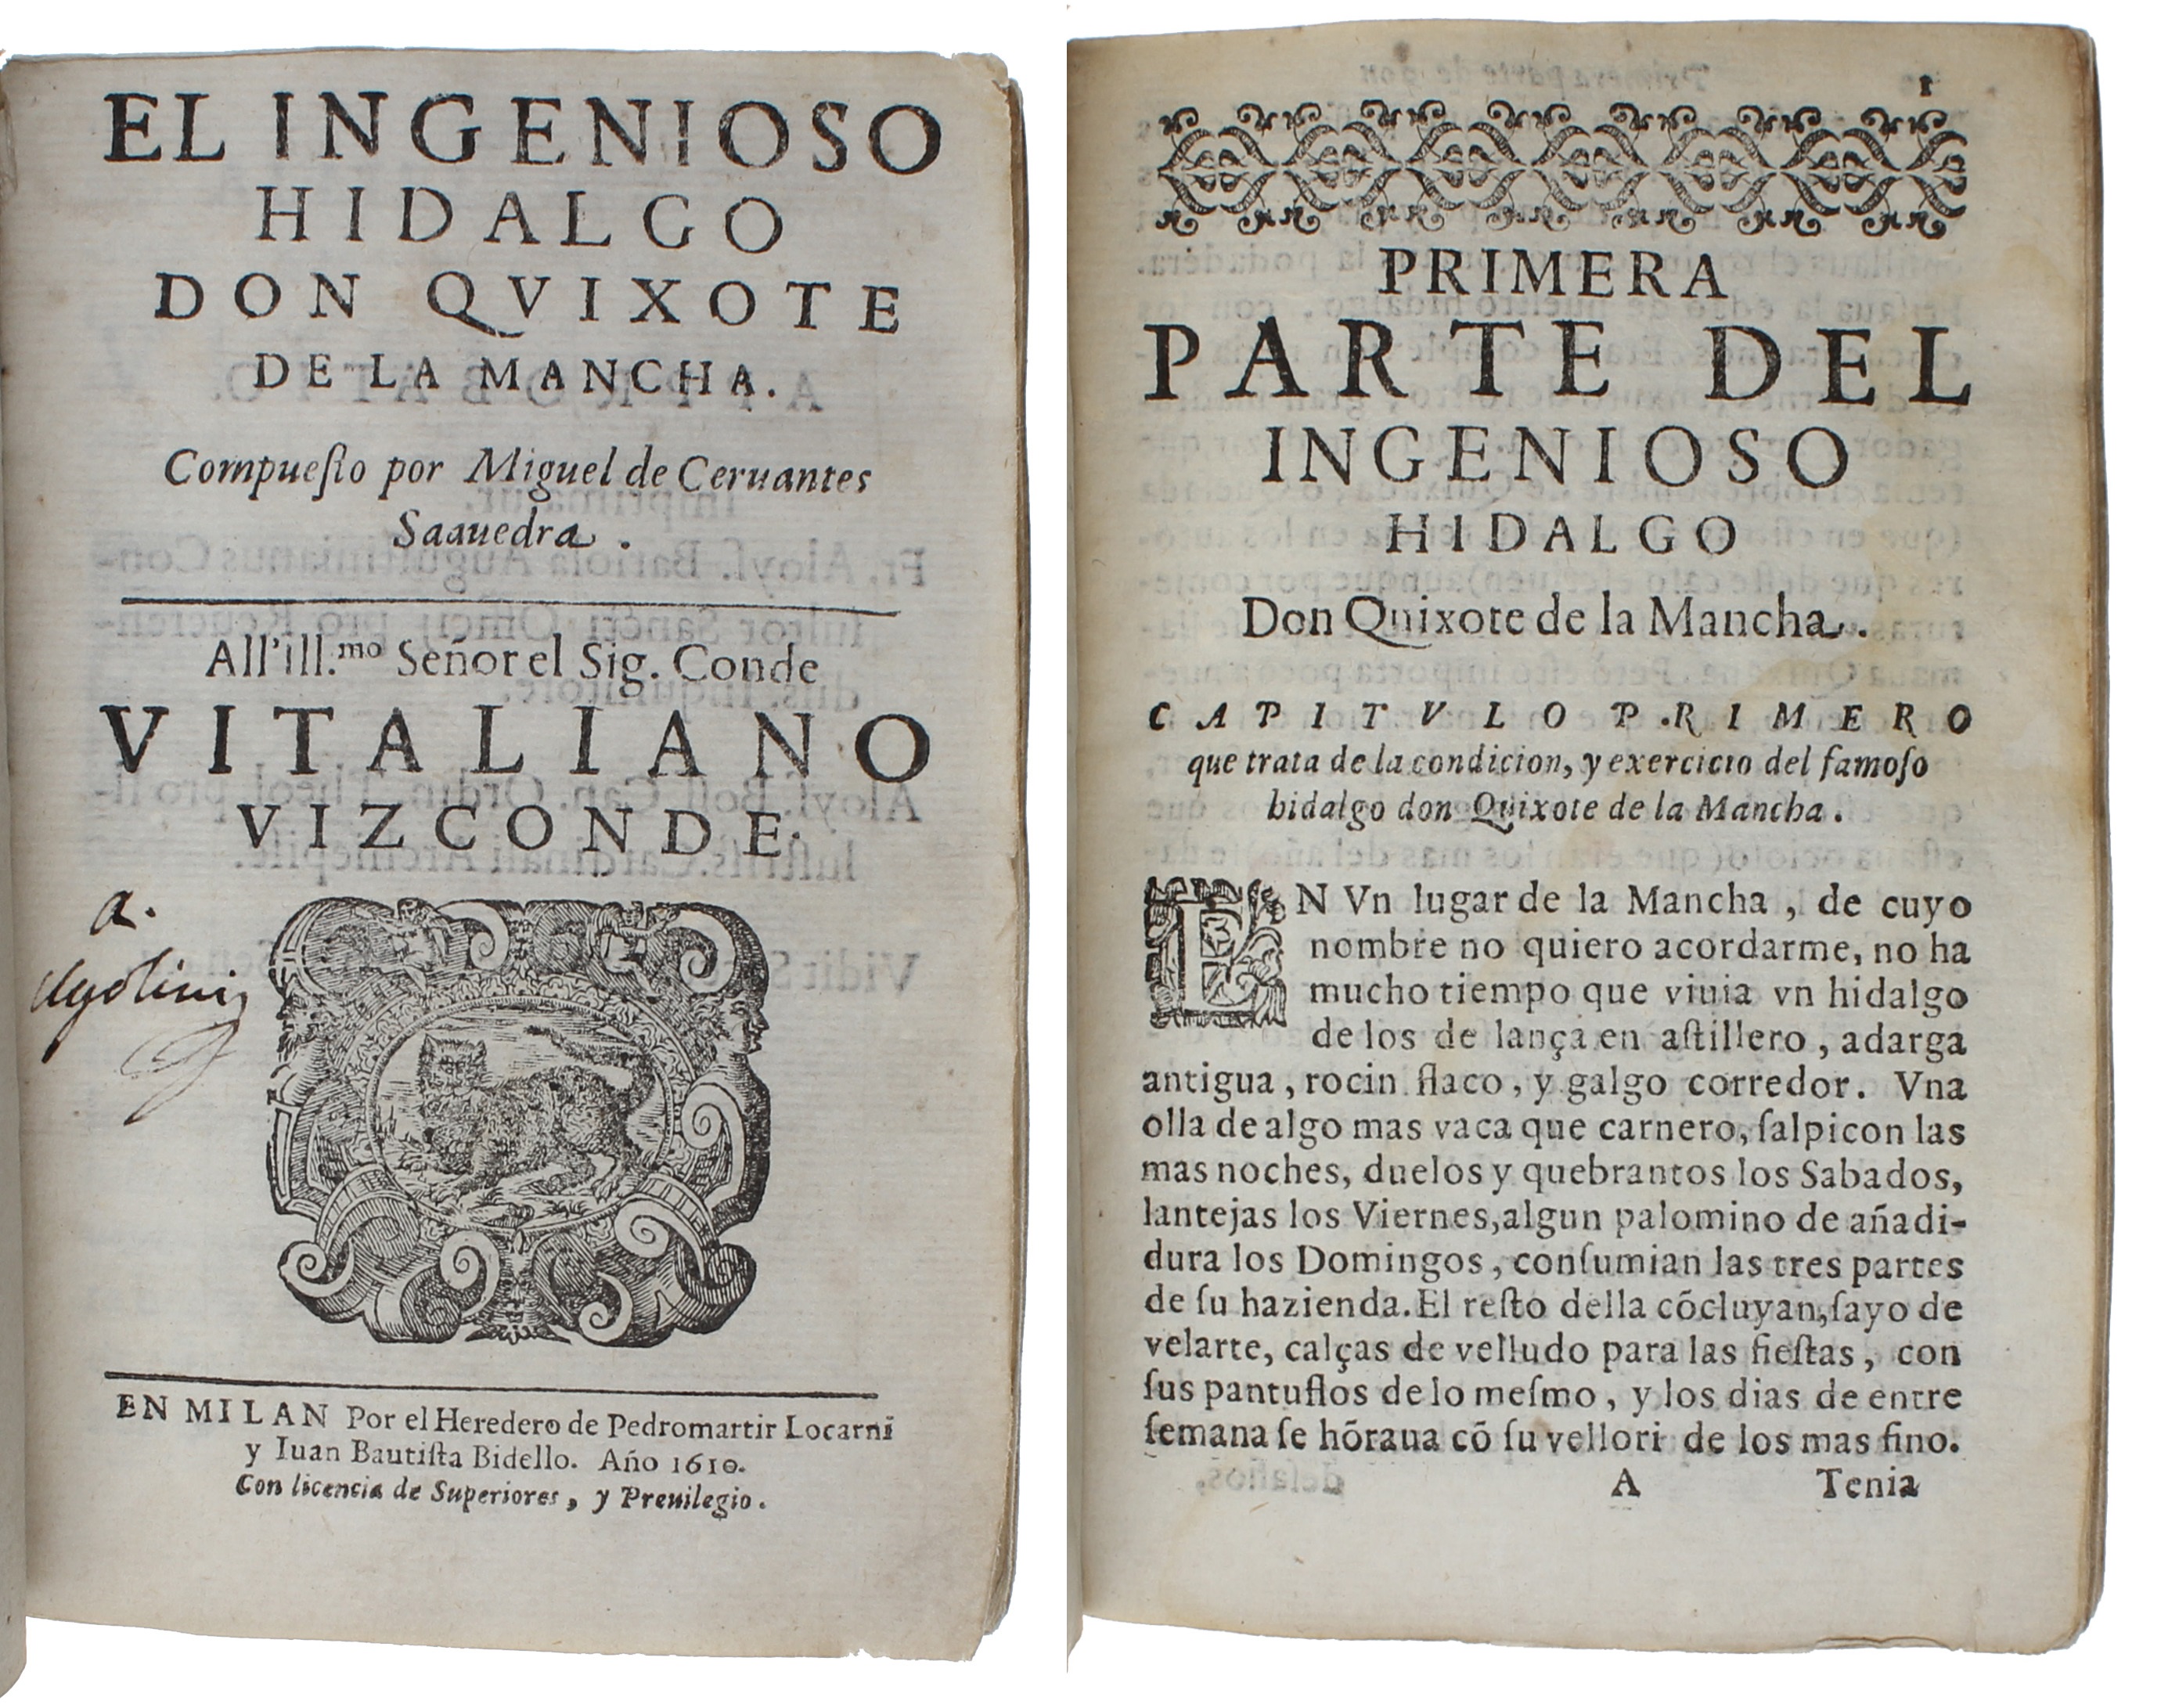 EL INGENIOSO
HIDALGO
DON QVIXOTE
DE LA MANCHA.
Compueſto por Miguel de Ceruantes
Saauedra.
All'ill.mo Señor el Sig. Conde
VITALIANO
VIZCONDE.
a.
EN MILAN Por el Heredero de Pedromartir Locarni
y Iuan Bautiſta Bidello. Año 1610.
Con licencia de Superiores, y Preuilegio.
1
PRIMERA
PARTE DEL
INGENIOSO
HIDALGO
Don Quixote de la Mancha.
CAPITVLO P.RIMERO
que trata de la condicion, y exercicio del famoſo
hidalgo don Quixote de la Mancha.
EN Vn lugar de la Mancha, de cuyo
nombre no quiero acordarme, no ha
mucho tiempo que viuia vn hidalgo
de los de lança en aſtillero, adarga
antigua, rocin flaco, y galgo corredor. Vna
olla de algo mas vaca que carnero, ſalpicon las
mas noches, duelos y quebrantos los Sabados,
lantejas los Viernes, algun palomino de añadi-
dura los Domingos, conſumian las tres partes
de ſu hazienda. El reſto della cõcluyan, ſayo de
velarte, calças de velludo para las fieſtas, con
ſus pantuflos de lo meſmo, y los dias de entre
ſemana ſe hõraua cõ ſu vellori de los mas fino.
A Tenia